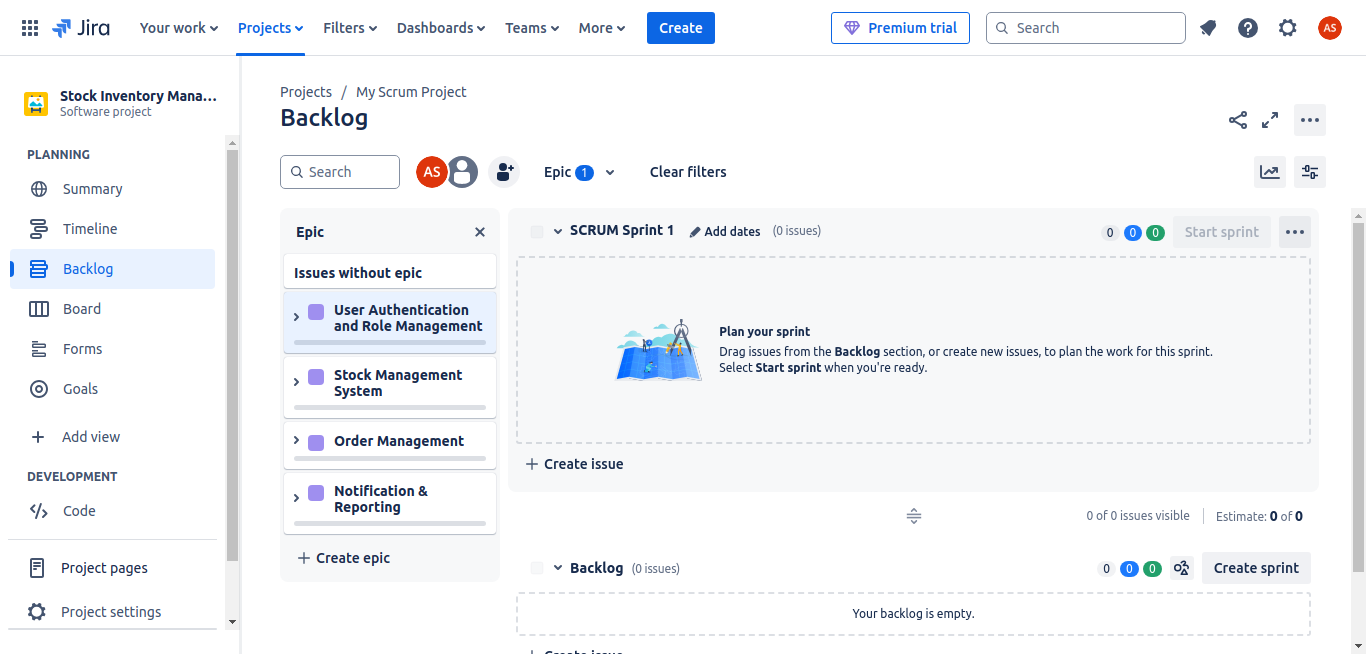 Jira
Your work
Projects
Filters
Dashboards
Teams
More
Create
Premium trial
Search
AS
Stock Inventory Mana...
Software project
PLANNING
Summary
Timeline
Backlog
Board
Forms
Goals
Add view
DEVELOPMENT
Code
Project pages
Project settings
Projects / My Scrum Project
Backlog
Search
AS
Epic 1
Clear filters
Epic
Issues without epic
User Authentication
and Role Management
Stock Management
System
Order Management
Notification &
Reporting
Create epic
SCRUM Sprint 1 Add dates (0 issues)
0 0 0
Start sprint
Plan your sprint
Drag issues from the Backlog section, or create new issues, to plan the work for this sprint.
Select Start sprint when you're ready.
Create issue
0 of 0 issues visible
Estimate: 0 of 0
Backlog (0 issues)
0 0 0
Create sprint
Your backlog is empty.
Create issue